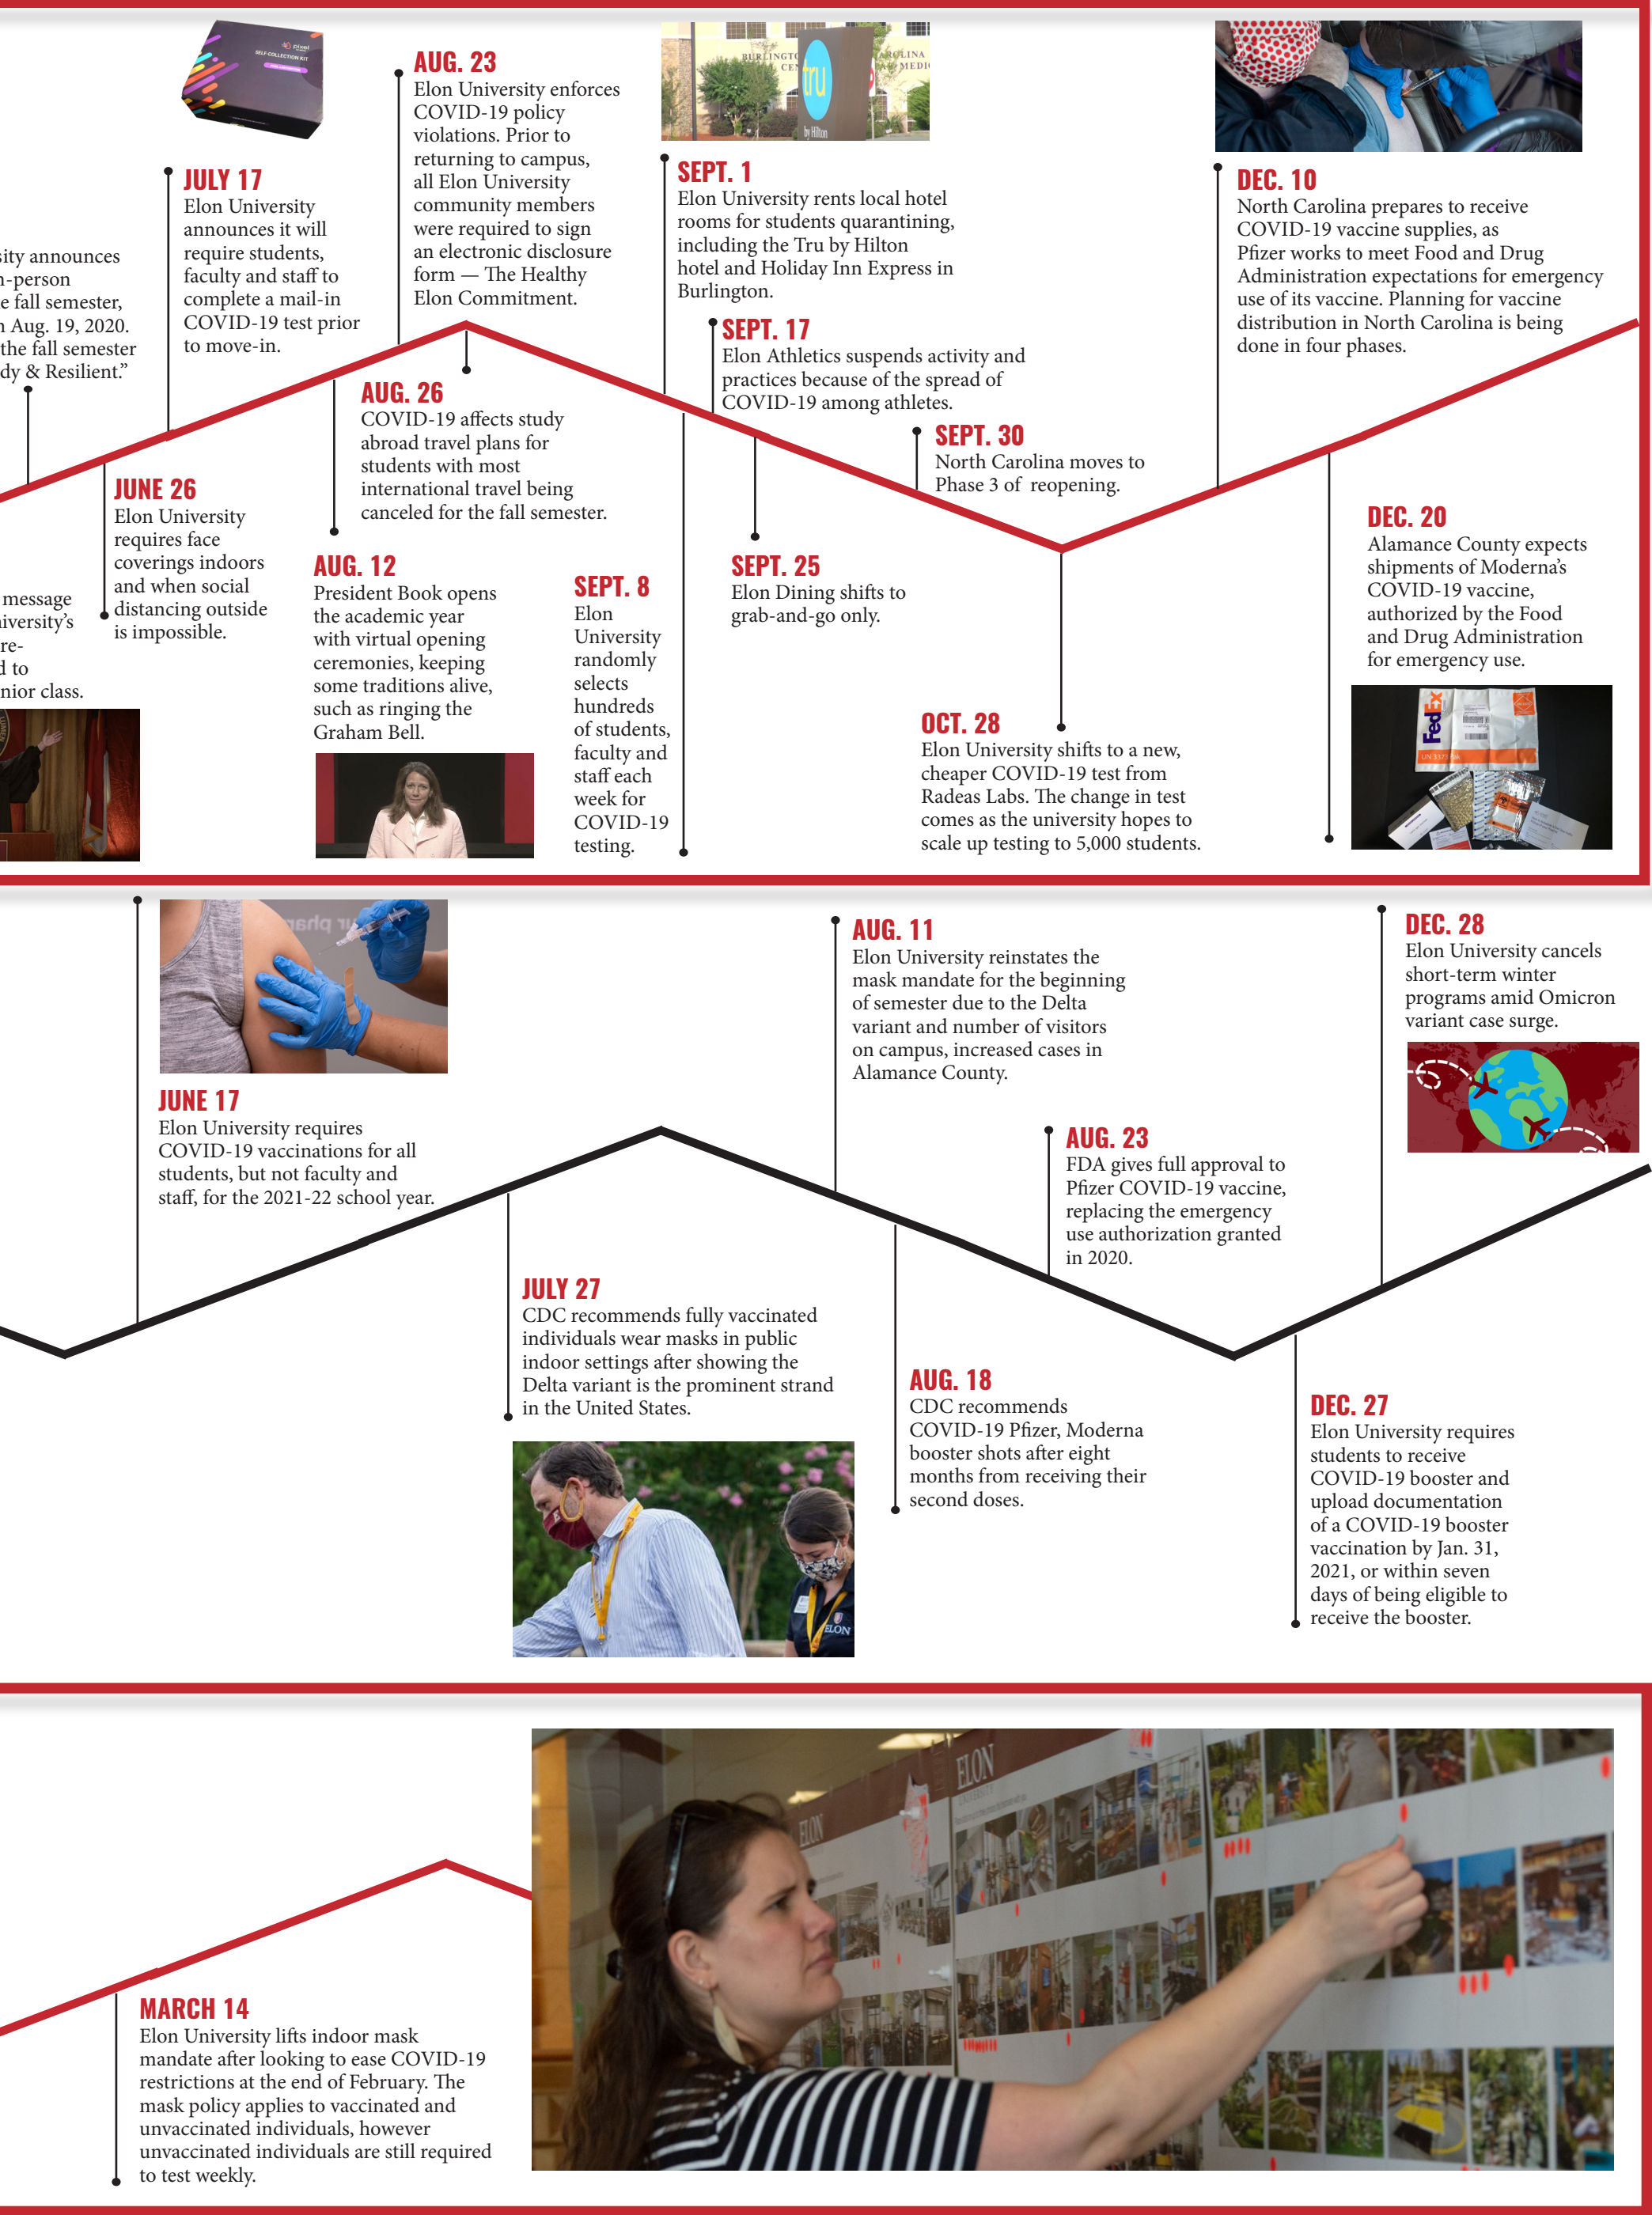 pixel
SELF-COLLECTION KIT
AUG. 23
Elon University enforces
COVID-19 policy
violations. Prior to
returning to campus,
all Elon University
community members
were required to sign
an electronic disclosure
form — The Healthy
Elon Commitment.
BURLINGT
CAROLINA
MEDI
tru
by Hilton
JULY 17
Elon University
announces it will
require students,
faculty and staff to
complete a mail-in
COVID-19 test prior
to move-in.
SEPT. 1
Elon University rents local hotel
rooms for students quarantining,
including the Tru by Hilton
hotel and Holiday Inn Express in
Burlington.
DEC. 10
North Carolina prepares to receive
COVID-19 vaccine supplies, as
Pfizer works to meet Food and Drug
Administration expectations for emergency
use of its vaccine. Planning for vaccine
distribution in North Carolina is being
done in four phases.
sity announces
n-person
e fall semester,
n Aug. 19, 2020.
the fall semester
dy & Resilient.”
SEPT. 17
Elon Athletics suspends activity and
practices because of the spread of
COVID-19 among athletes.
AUG. 26
COVID-19 affects study
abroad travel plans for
students with most
international travel being
canceled for the fall semester.
SEPT. 30
North Carolina moves to
Phase 3 of reopening.
JUNE 26
Elon University
requires face
coverings indoors
and when social
distancing outside
is impossible.
message
iversity’s
re-
d to
nior class.
AUG. 12
President Book opens
the academic year
with virtual opening
ceremonies, keeping
some traditions alive,
such as ringing the
Graham Bell.
SEPT. 8
Elon
University
randomly
selects
hundreds
of students,
faculty and
staff each
week for
COVID-19
testing.
SEPT. 25
Elon Dining shifts to
grab-and-go only.
OCT. 28
Elon University shifts to a new,
cheaper COVID-19 test from
Radeas Labs. The change in test
comes as the university hopes to
scale up testing to 5,000 students.
DEC. 20
Alamance County expects
shipments of Moderna’s
COVID-19 vaccine,
authorized by the Food
and Drug Administration
for emergency use.
FedEx
JUNE 17
Elon University requires
COVID-19 vaccinations for all
students, but not faculty and
staff, for the 2021-22 school year.
JULY 27
CDC recommends fully vaccinated
individuals wear masks in public
indoor settings after showing the
Delta variant is the prominent strand
in the United States.
ELON
AUG. 11
Elon University reinstates the
mask mandate for the beginning
of semester due to the Delta
variant and number of visitors
on campus, increased cases in
Alamance County.
AUG. 18
CDC recommends
COVID-19 Pfizer, Moderna
booster shots after eight
months from receiving their
second doses.
AUG. 23
FDA gives full approval to
Pfizer COVID-19 vaccine,
replacing the emergency
use authorization granted
in 2020.
DEC. 27
Elon University requires
students to receive
COVID-19 booster and
upload documentation
of a COVID-19 booster
vaccination by Jan. 31,
2021, or within seven
days of being eligible to
receive the booster.
DEC. 28
Elon University cancels
short-term winter
programs amid Omicron
variant case surge.
MARCH 14
Elon University lifts indoor mask
mandate after looking to ease COVID-19
restrictions at the end of February. The
mask policy applies to vaccinated and
unvaccinated individuals, however
unvaccinated individuals are still required
to test weekly.
ELON
ELON